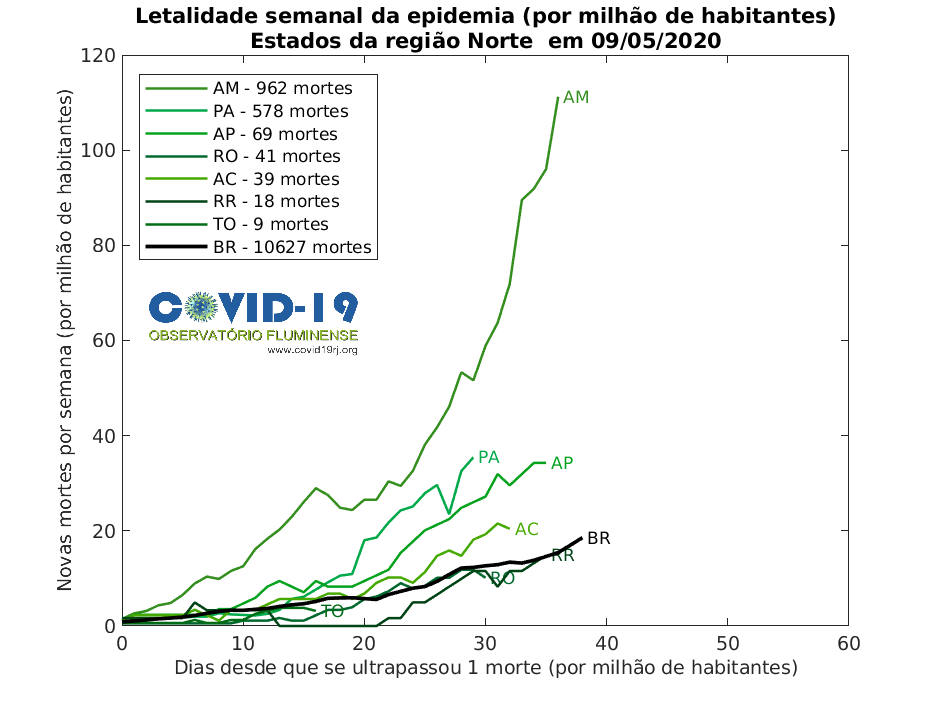 Letalidade semanal da epidemia (por milhão de habitantes)
Estados da região Norte  em 09/05/2020
Novas mortes por semana (por milhão de habitantes)
120
100
80
60
40
20
0
AM - 962 mortes
PA - 578 mortes
AP - 69 mortes
RO - 41 mortes
AC - 39 mortes
RR - 18 mortes
TO - 9 mortes
BR - 10627 mortes
COVID-19
OBSERVATÓRIO FLUMINENSE
www.covid19rj.org
AM
PA
AP
AC
BR
RR
RO
TO
0
10
20
30
40
50
60
Dias desde que se ultrapassou 1 morte (por milhão de habitantes)